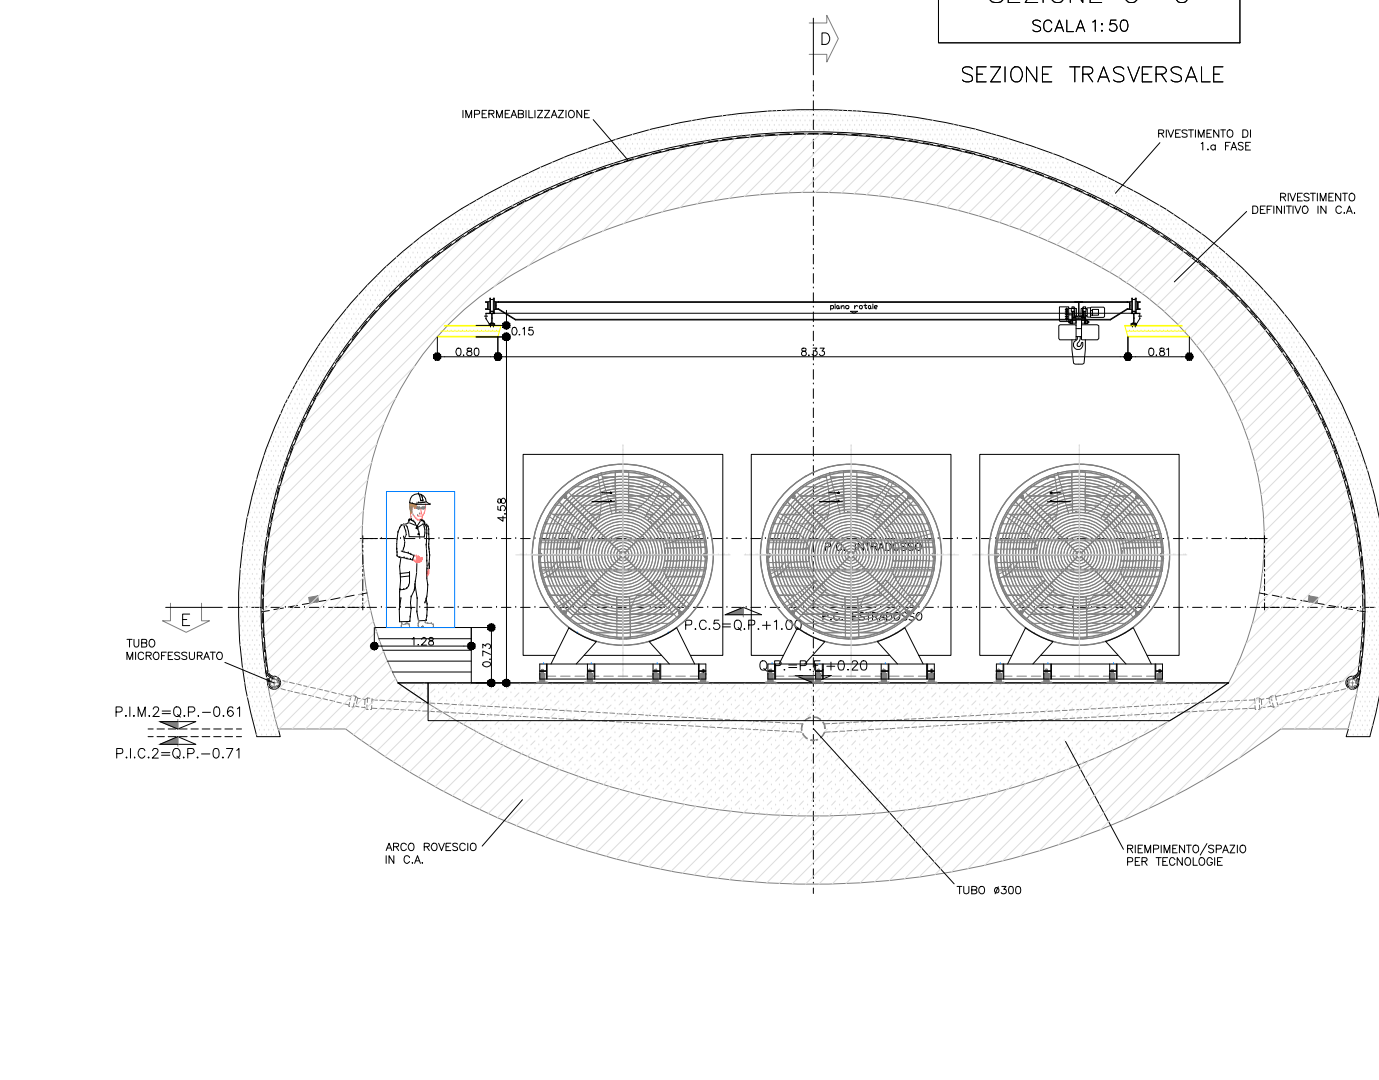 SCALA 1:50
SEZIONE TRASVERSALE
D
IMPERMEABILIZZAZIONE
RIVESTIMENTO DI
1.a FASE
RIVESTIMENTO
DEFINITIVO IN C.A.
plano rotaie
0.15
0.80
8.33
0.81
4.58
P.C. INTRADOSSO
P.C. ESTRADOSSO
P.C.5=Q.P.+1.00
E
1.28
0.73
TUBO
MICROFESSURATO
Q.P.=P.F.+0.20
P.I.M.2=Q.P.-0.61
P.I.C.2=Q.P.-0.71
ARCO ROVESCIO
IN C.A.
RIEMPIMENTO/SPAZIO
PER TECNOLOGIE
TUBO ø300